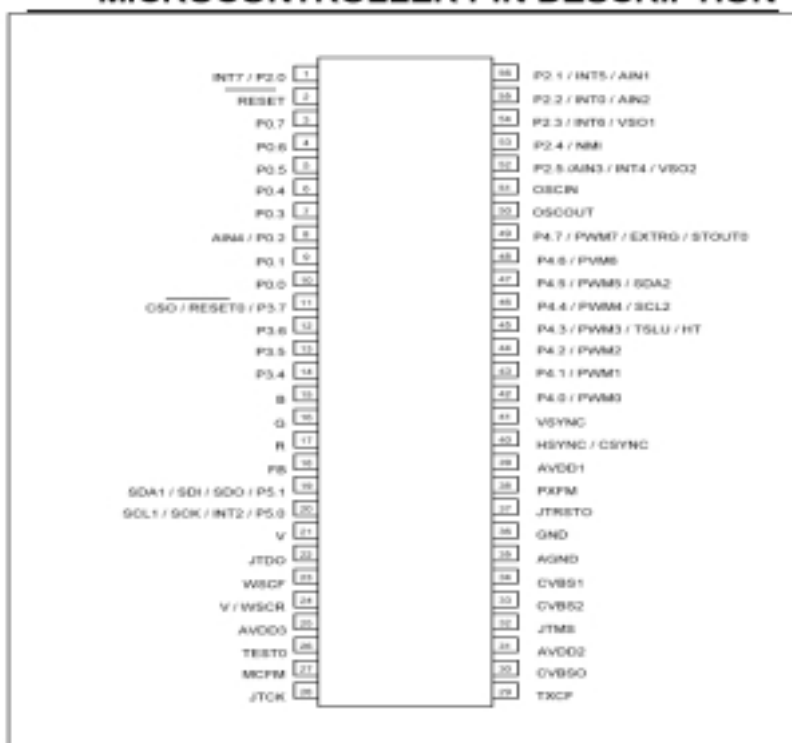 MICROCONTROLLER PIN DESCRIPTION
INT7 / P2.0 1
RESET 2
P0.7 3
P0.6 4
P0.5 5
P0.4 6
P0.3 7
AIN4 / P0.2 8
P0.1 9
P0.0 10
CSO / RESET0 / P3.7 11
P3.6 12
P3.5 13
P3.4 14
B 15
G 16
R 17
FB 18
SDA1 / SDI / SDO / P5.1 19
SCL1 / SCK / INT2 / P5.0 20
V 21
JTDO 22
WSCF 23
V / WSCR 24
AVDD3 25
TEST0 26
MCFM 27
JTCK 28
56 P2.1 / INT5 / AIN1
55 P2.2 / INT0 / AIN2
54 P2.3 / INT6 / VSO1
53 P2.4 / NMI
52 P2.5 /AIN3 / INT4 / VSO2
51 OSCIN
50 OSCOUT
49 P4.7 / PWM7 / EXTRG / STOUT0
48 P4.6 / PVM6
47 P4.5 / PWM5 / SDA2
46 P4.4 / PWM4 / SCL2
45 P4.3 / PWM3 / TSLU / HT
44 P4.2 / PWM2
43 P4.1 / PWM1
42 P4.0 / PWM0
41 VSYNC
40 HSYNC / CSYNC
39 AVDD1
38 PXFM
37 JTRSTO
36 GND
35 AGND
34 CVBS1
33 CVBS2
32 JTMS
31 AVDD2
30 CVBSO
29 TXCF